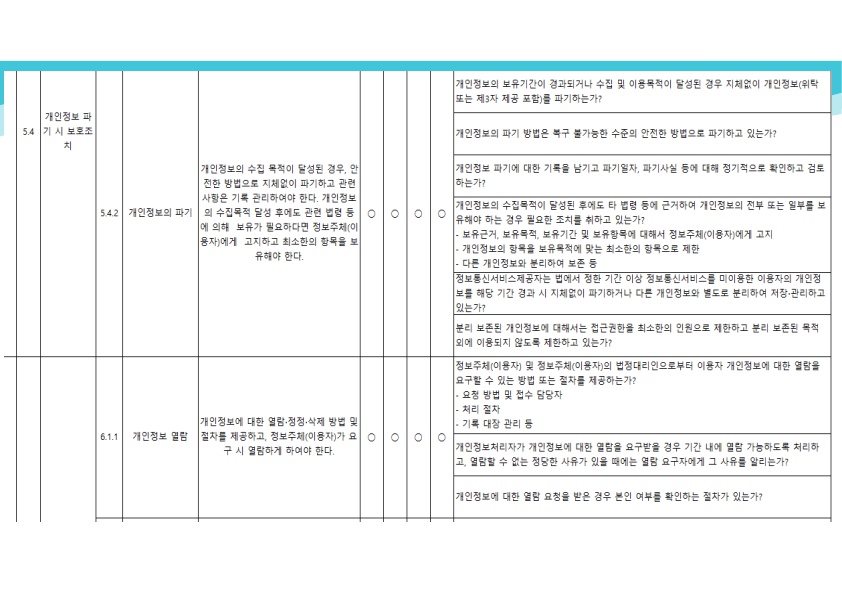 5.4
개인정보 파
기 시 보호조
치
5.4.2
개인정보의 파기
개인정보의 수집 목적이 달성된 경우, 안
전한 방법으로 지체없이 파기하고 관련
사항은 기록 관리하여야 한다. 개인정보
의 수집목적 달성 후에도 관련 법령 등
에 의해 보유가 필요하다면 정보주체(이
용자)에게 고지하고 최소한의 항목을 보
유해야 한다.
○ ○ ○ ○
개인정보의 보유기간이 경과되거나 수집 및 이용목적이 달성된 경우 지체없이 개인정보(위탁
또는 제3자 제공 포함)를 파기하는가?
개인정보의 파기 방법은 복구 불가능한 수준의 안전한 방법으로 파기하고 있는가?
개인정보 파기에 대한 기록을 남기고 파기일자, 파기사실 등에 대해 정기적으로 확인하고 검토
하는가?
개인정보의 수집목적이 달성된 후에도 타 법령 등에 근거하여 개인정보의 전부 또는 일부를 보
유해야 하는 경우 필요한 조치를 취하고 있는가?
- 보유근거, 보유목적, 보유기간 및 보유항목에 대해서 정보주체(이용자)에게 고지
- 개인정보의 항목을 보유목적에 맞는 최소한의 항목으로 제한
- 다른 개인정보와 분리하여 보존 등
정보통신서비스제공자는 법에서 정한 기간 이상 정보통신서비스를 미이용한 이용자의 개인정
보를 해당 기간 경과 시 지체없이 파기하거나 다른 개인정보와 별도로 분리하여 저장·관리하고
있는가?
분리 보존된 개인정보에 대해서는 접근권한을 최소한의 인원으로 제한하고 분리 보존된 목적
외에 이용되지 않도록 제한하고 있는가?
6.1.1
개인정보 열람
개인정보에 대한 열람·정정·삭제 방법 및
절차를 제공하고, 정보주체(이용자)가 요
구 시 열람하게 하여야 한다.
○ ○ ○ ○
정보주체(이용자) 및 정보주체(이용자)의 법정대리인으로부터 이용자 개인정보에 대한 열람을
요구할 수 있는 방법 또는 절차를 제공하는가?
- 요청 방법 및 접수 담당자
- 처리 절차
- 기록 대장 관리 등
개인정보처리자가 개인정보에 대한 열람을 요구받을 경우 기간 내에 열람 가능하도록 처리하
고, 열람할 수 없는 정당한 사유가 있을 때에는 열람 요구자에게 그 사유를 알리는가?
개인정보에 대한 열람 요청을 받은 경우 본인 여부를 확인하는 절차가 있는가?